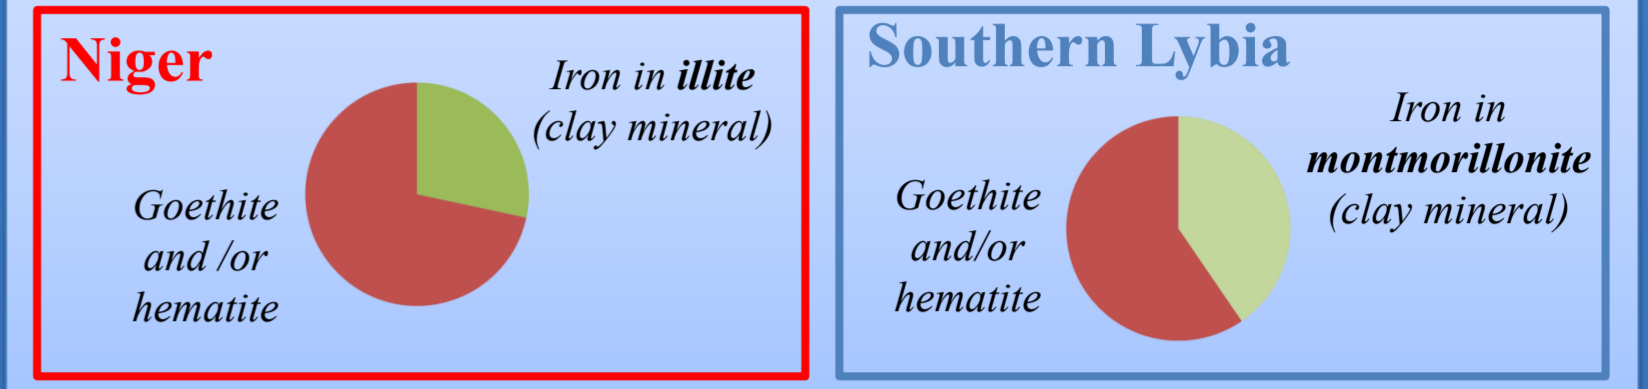 Niger
Iron in illite
(clay mineral)
Goethite
and /or
hematite
Southern Lybia
Iron in
montmorillonite
(clay mineral)
Goethite
and/or
hematite